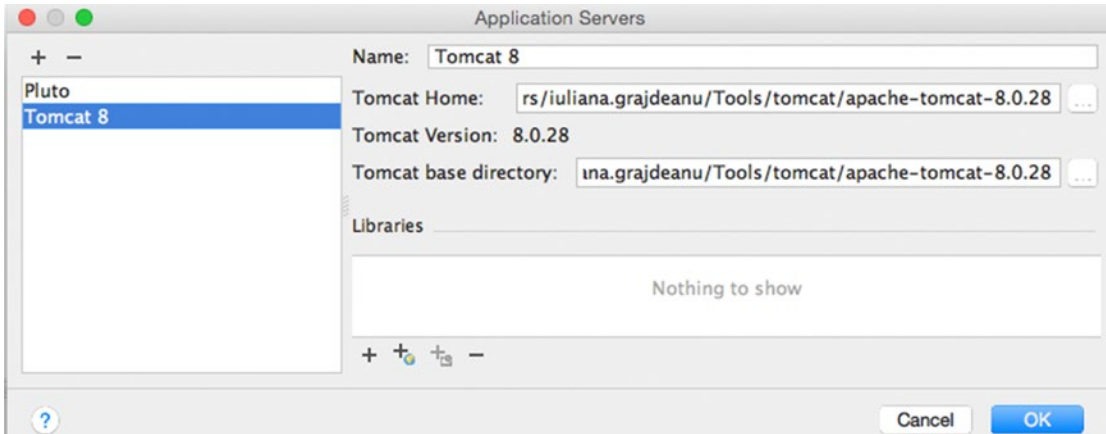 Application Servers
Name: Tomcat 8
Pluto
Tomcat 8
Tomcat Home: rs/iuliana.grajdeanu/Tools/tomcat/apache-tomcat-8.0.28 ...
Tomcat Version: 8.0.28
Tomcat base directory: ana.grajdeanu/Tools/tomcat/apache-tomcat-8.0.28 ...
Libraries
Nothing to show
? Cancel OK